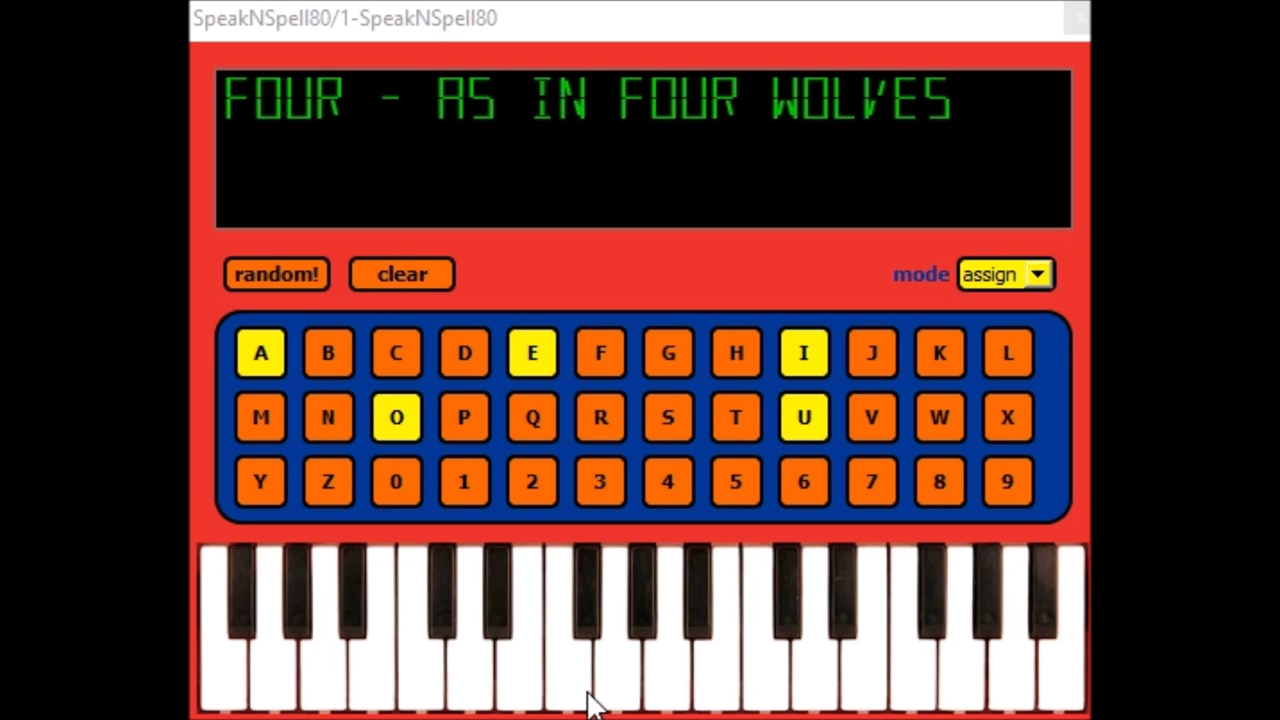 SpeakNSpell80/1-SpeakNSpell80
FOUR - AS IN FOUR WOLVES
random! clear mode assign
A B C D E F G H I J K L
M N O P Q R S T U V W X
Y Z 0 1 2 3 4 5 6 7 8 9